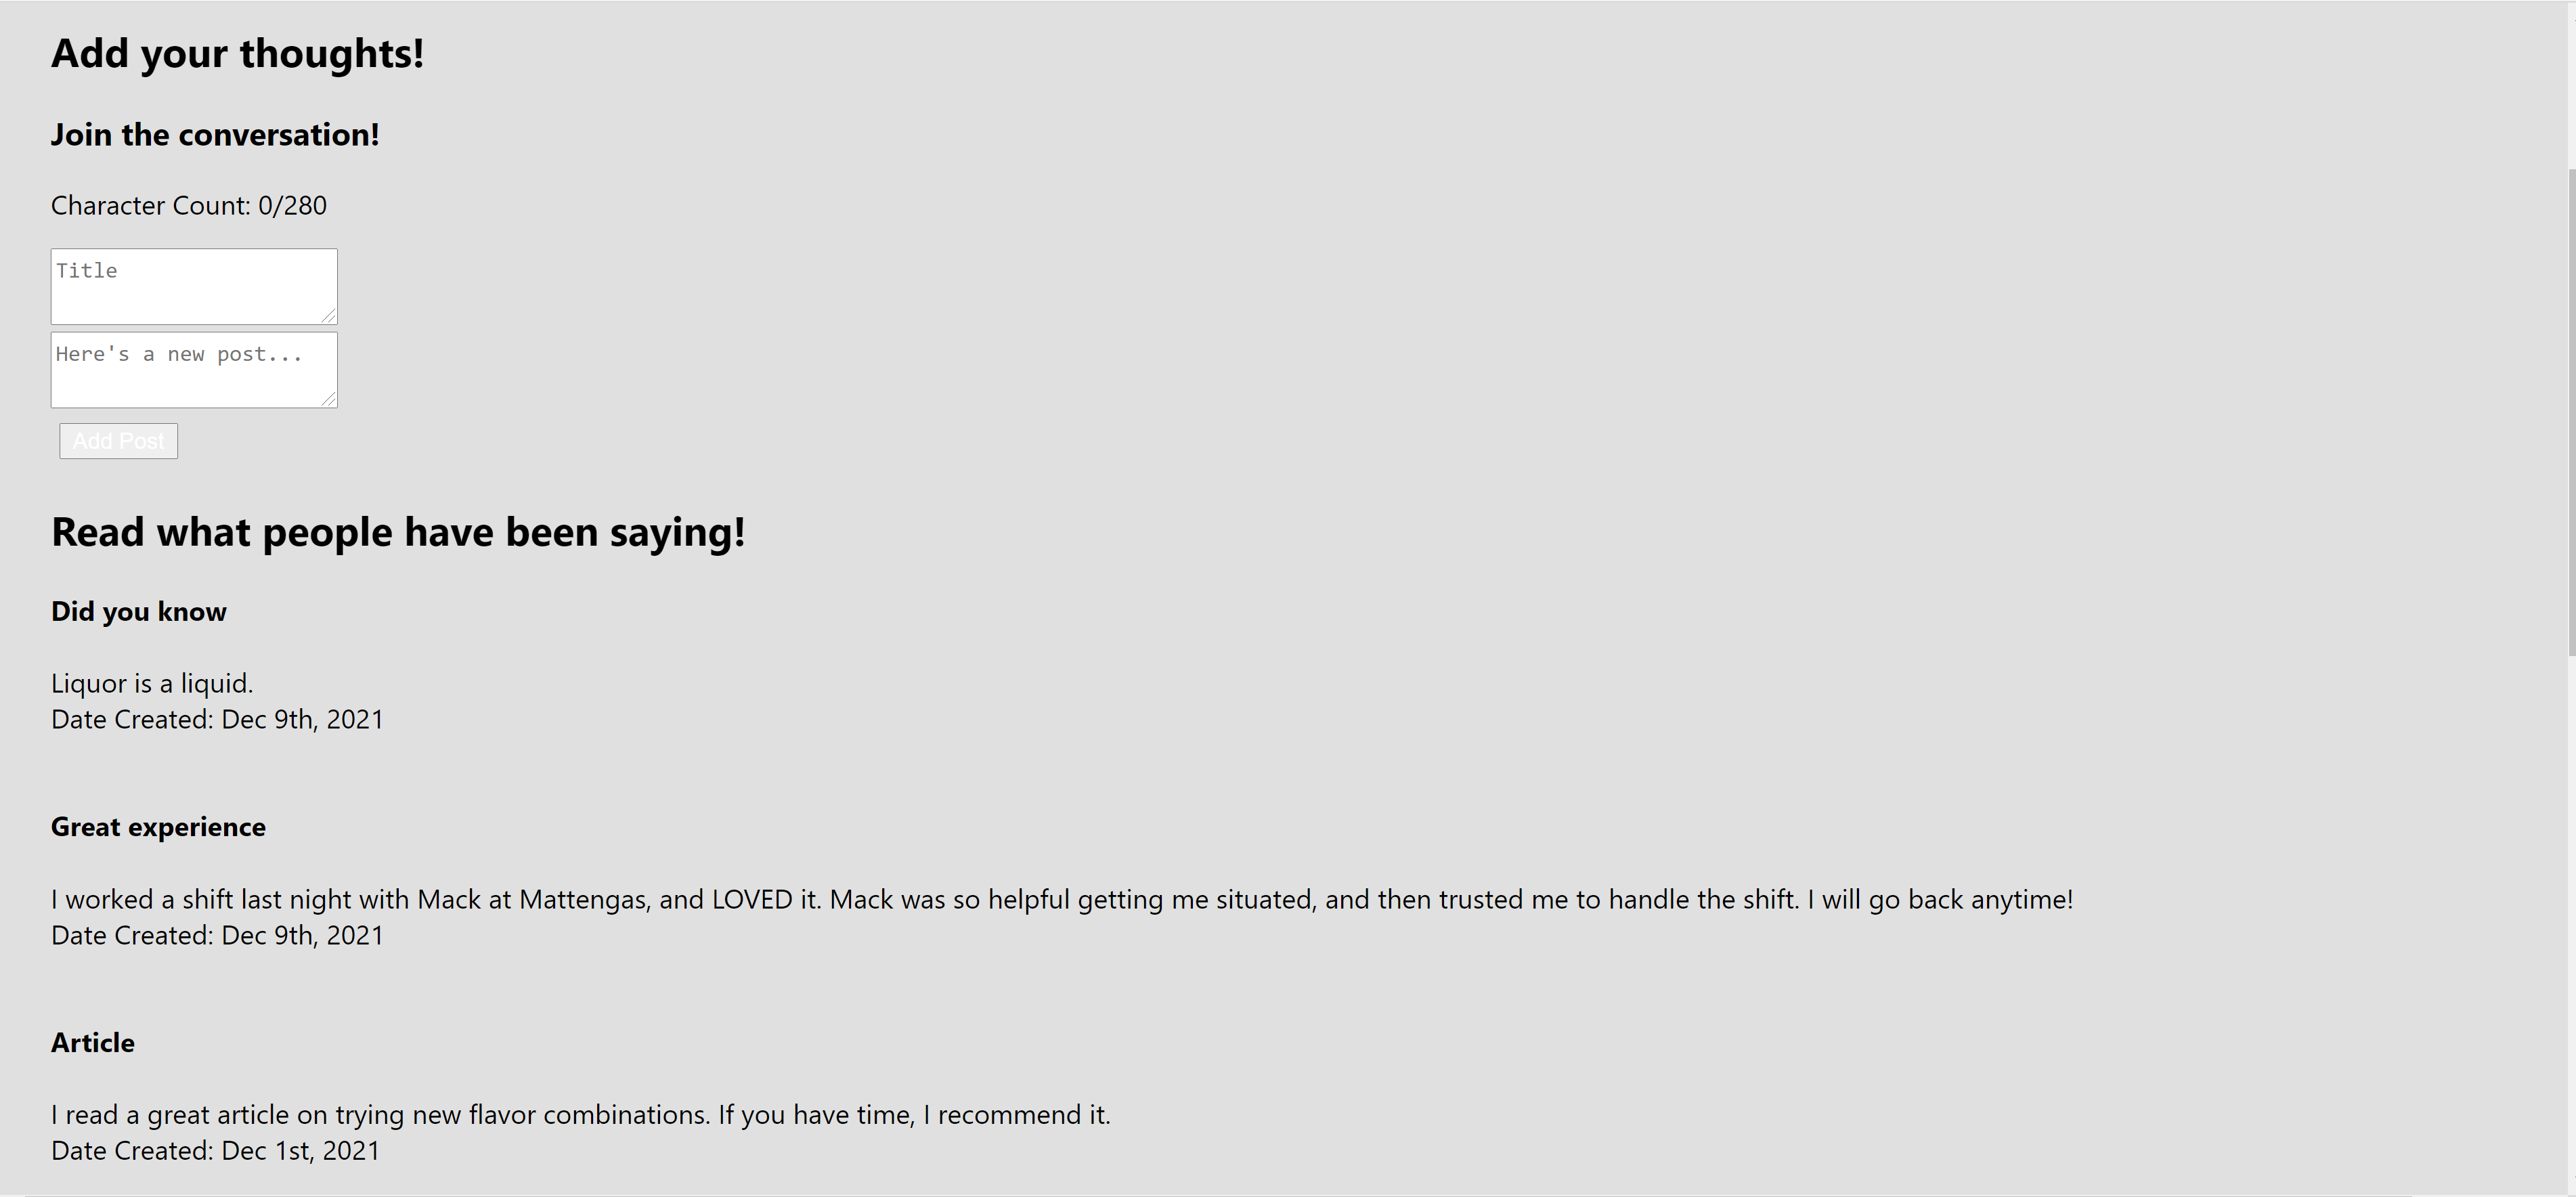 Add your thoughts!
Join the conversation!
Character Count: 0/280
Title
Here's a new post...
Add Post
Read what people have been saying!
Did you know
Liquor is a liquid.
Date Created: Dec 9th, 2021
Great experience
I worked a shift last night with Mack at Mattengas, and LOVED it. Mack was so helpful getting me situated, and then trusted me to handle the shift. I will go back anytime!
Date Created: Dec 9th, 2021
Article
I read a great article on trying new flavor combinations. If you have time, I recommend it.
Date Created: Dec 1st, 2021